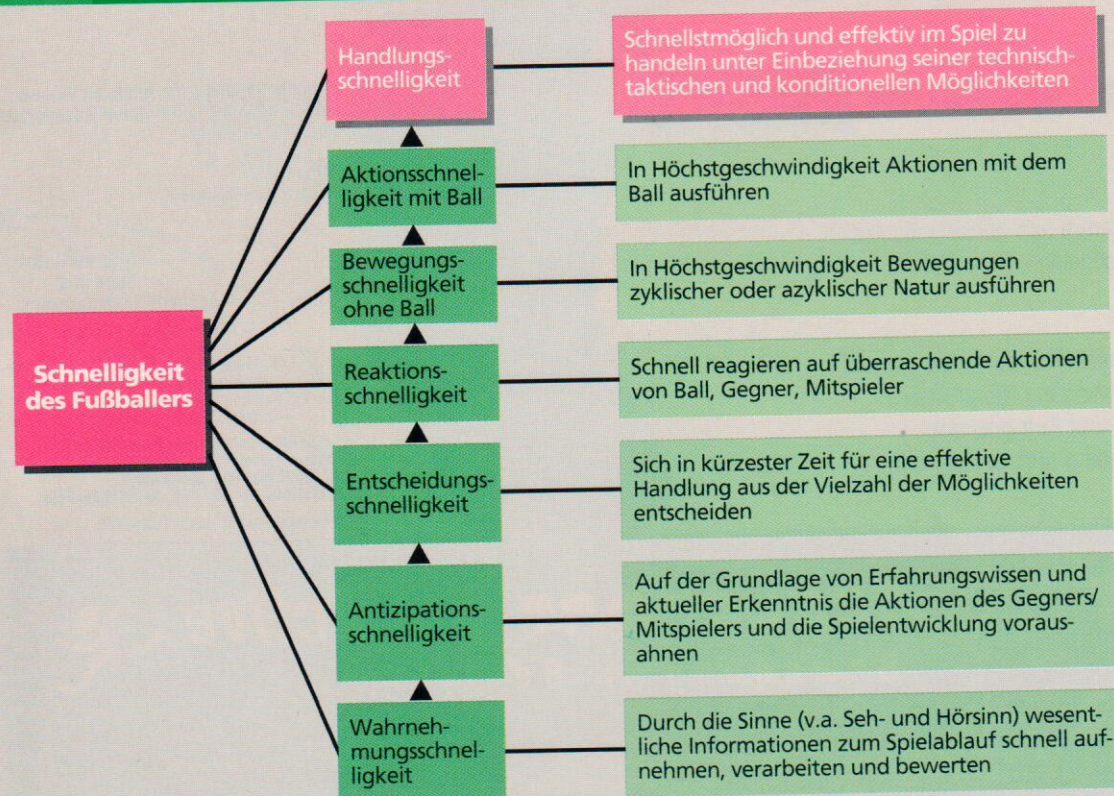 Handlungs-
schnelligkeit
Schnellstmöglich und effektiv im Spiel zu
handeln unter Einbeziehung seiner technisch-
taktischen und konditionellen Möglichkeiten
Aktionsschnel-
ligkeit mit Ball
In Höchstgeschwindigkeit Aktionen mit dem
Ball ausführen
Bewegungs-
schnelligkeit
ohne Ball
In Höchstgeschwindigkeit Bewegungen
zyklischer oder azyklischer Natur ausführen
Schnelligkeit
des Fußballers
Reaktions-
schnelligkeit
Schnell reagieren auf überraschende Aktionen
von Ball, Gegner, Mitspieler
Entscheidungs-
schnelligkeit
Sich in kürzester Zeit für eine effektive
Handlung aus der Vielzahl der Möglichkeiten
entscheiden
Antizipations-
schnelligkeit
Auf der Grundlage von Erfahrungswissen und
aktueller Erkenntnis die Aktionen des Gegners/
Mitspielers und die Spielentwicklung voraus-
ahnen
Wahrneh-
mungsschnel-
ligkeit
Durch die Sinne (v.a. Seh- und Hörsinn) wesent-
liche Informationen zum Spielablauf schnell auf-
nehmen, verarbeiten und bewerten